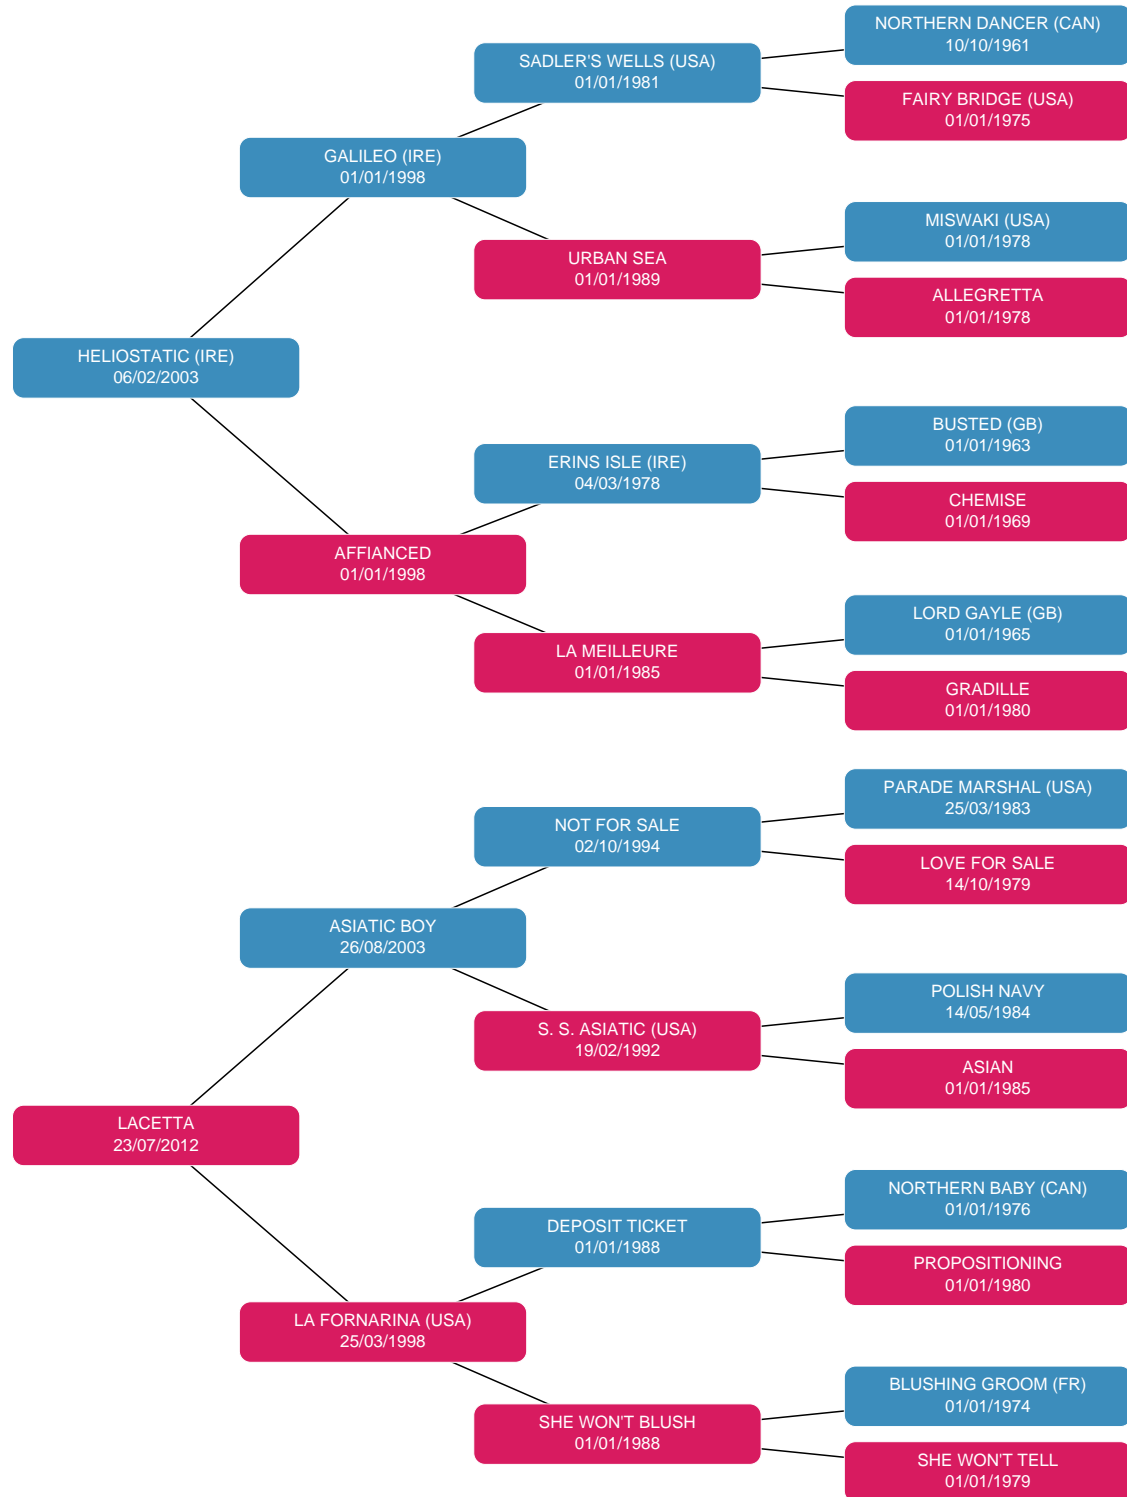 NORTHERN DANCER (CAN)
10/10/1961
SADLER'S WELLS (USA)
01/01/1981
FAIRY BRIDGE (USA)
01/01/1975
GALILEO (IRE)
01/01/1998
MISWAKI (USA)
01/01/1978
URBAN SEA
01/01/1989
ALLEGRETTA
01/01/1978
HELIOSTATIC (IRE)
06/02/2003
BUSTED (GB)
01/01/1963
ERINS ISLE (IRE)
04/03/1978
CHEMISE
01/01/1969
AFFIANCED
01/01/1998
LORD GAYLE (GB)
01/01/1965
LA MEILLEURE
01/01/1985
GRADILLE
01/01/1980
PARADE MARSHAL (USA)
25/03/1983
NOT FOR SALE
02/10/1994
LOVE FOR SALE
14/10/1979
ASIATIC BOY
26/08/2003
POLISH NAVY
14/05/1984
S. S. ASIATIC (USA)
19/02/1992
ASIAN
01/01/1985
LACETTA
23/07/2012
NORTHERN BABY (CAN)
01/01/1976
DEPOSIT TICKET
01/01/1988
PROPOSITIONING
01/01/1980
LA FORNARINA (USA)
25/03/1998
BLUSHING GROOM (FR)
01/01/1974
SHE WON'T BLUSH
01/01/1988
SHE WON'T TELL
01/01/1979